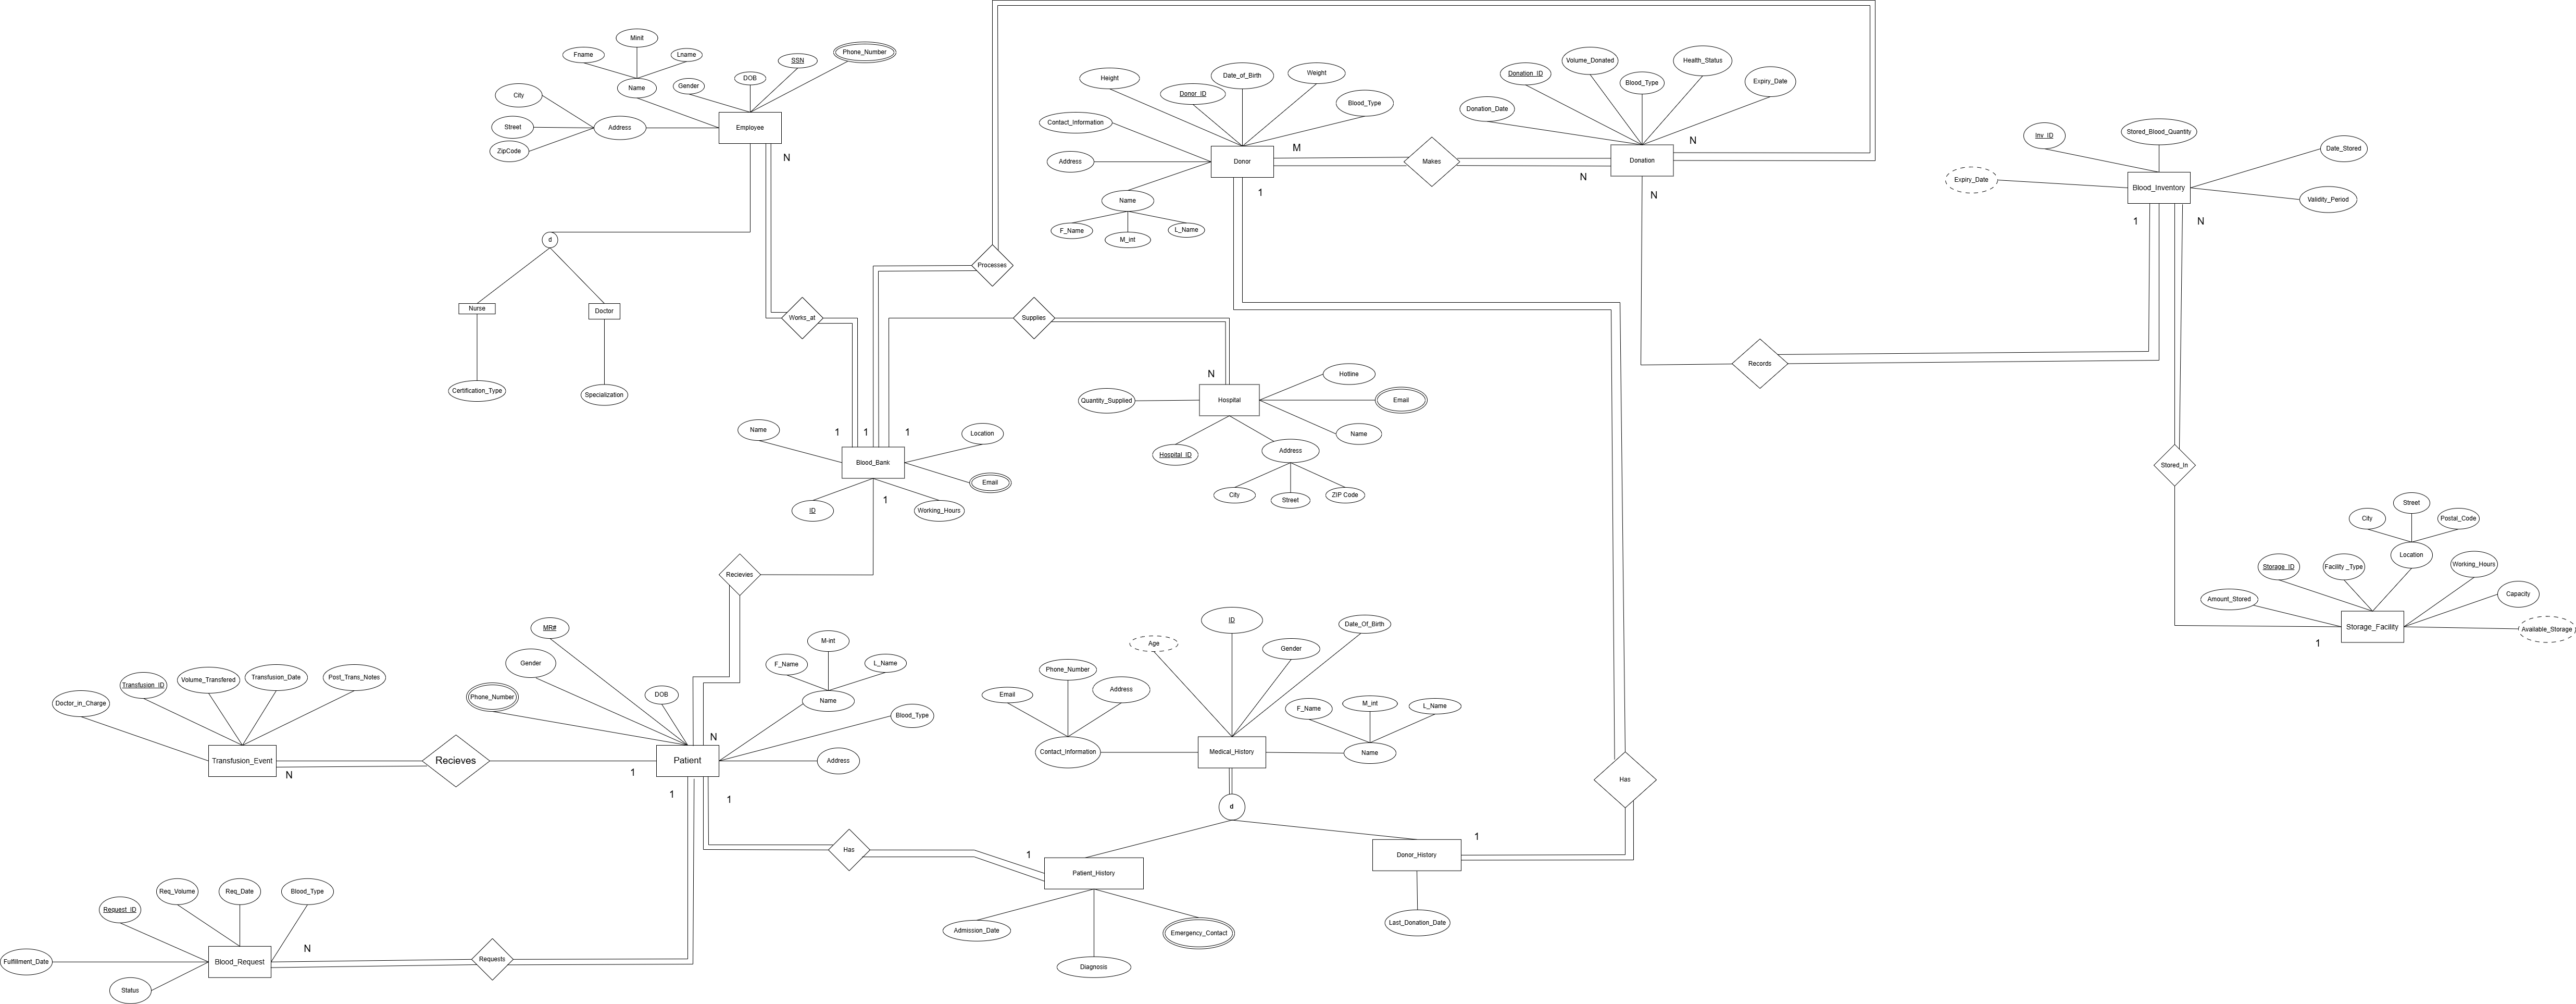 Minit
Fname
Lname
Name
Gender
DOB
SSN
Phone_Number
City
Street
ZipCode
Address
Employee
N
d
Nurse
Doctor
Certification_Type
Specialization
Works_at
Processes
Supplies
Height
Donor_ID
Date_of_Birth
Weight
Blood_Type
Contact_Information
Address
Donor
M
1
Name
F_Name
M_int
L_Name
Makes
N
Donation_ID
Volume_Donated
Blood_Type
Health_Status
Expiry_Date
Donation_Date
Donation
N
N
Records
Inv_ID
Stored_Blood_Quantity
Date_Stored
Expiry_Date
Blood_Inventory
Validity_Period
1
N
Stored_In
N
Quantity_Supplied
Hospital
Hotline
Email
Name
Hospital_ID
Address
City
Street
ZIP Code
1
1
1
Name
Location
Blood_Bank
Email
ID
Working_Hours
1
Recievies
Street
City
Postal_Code
Location
Storage_ID
Facility _Type
Working_Hours
Amount_Stored
Capacity
Storage_Facility
Available_Storage
1
MR#
Gender
Phone_Number
DOB
M-int
F_Name
L_Name
Name
Blood_Type
Address
Patient
N
1
1
1
Transfusion_ID
Volume_Transfered
Transfusion_Date
Post_Trans_Notes
Doctor_in_Charge
Transfusion_Event
N
Recieves
ID
Age
Gender
Date_Of_Birth
Phone_Number
Email
Address
Contact_Information
Medical_History
F_Name
M_int
L_Name
Name
d
Has
Has
1
Patient_History
1
Donor_History
Admission_Date
Diagnosis
Emergency_Contact
Last_Donation_Date
Req_Volume
Req_Date
Blood_Type
Request_ID
Fulfillment_Date
Status
Blood_Request
N
Requests